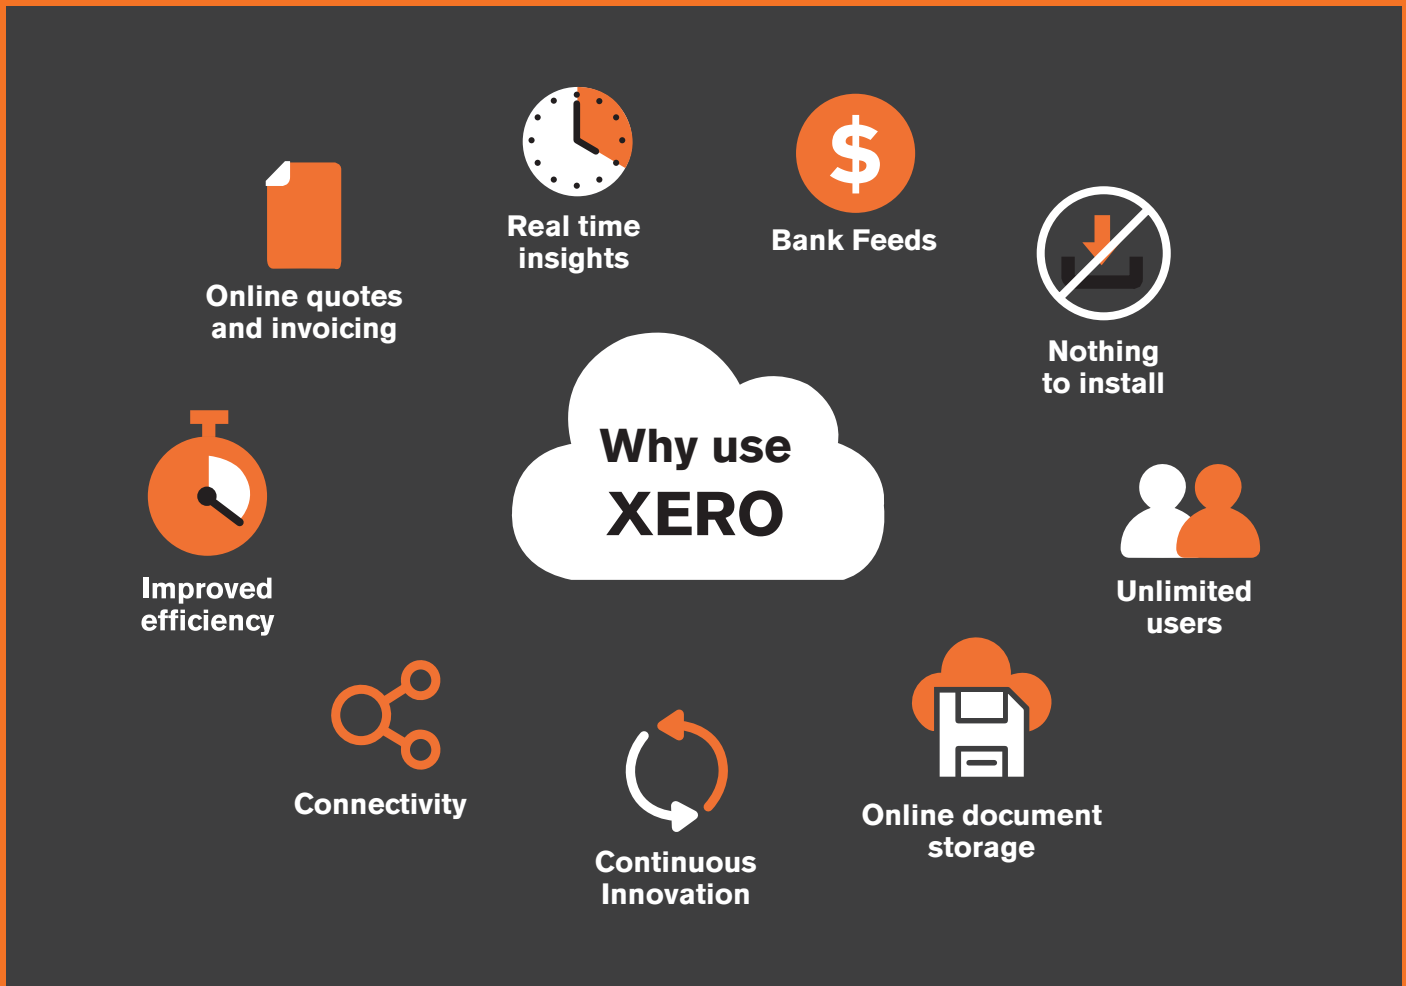 Why use
XERO
Real time
insights
Bank Feeds
Nothing
to install
Unlimited
users
Online document
storage
Continuous
Innovation
Connectivity
Improved
efficiency
Online quotes
and invoicing
$